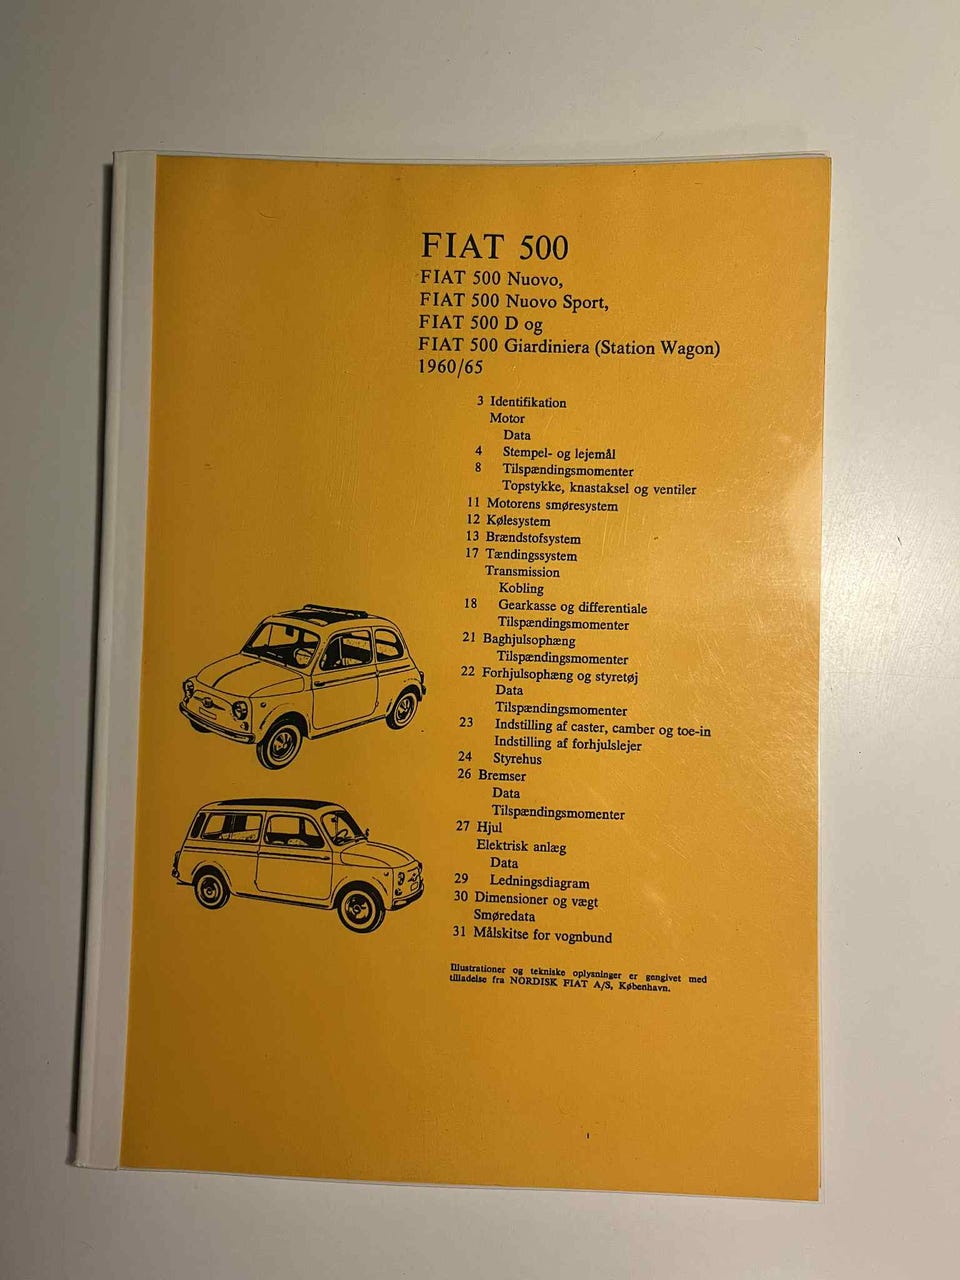 FIAT 500
FIAT 500 Nuovo,
FIAT 500 Nuovo Sport,
FIAT 500 D og
FIAT 500 Giardiniera (Station Wagon)
1960/65
3 Identifikation
Motor
Data
4 Stempel- og lejemål
8 Tilspændingsmomenter
Topstykke, knastaksel og ventiler
11 Motorens smøresystem
12 Kølesystem
13 Brændstofsystem
17 Tændingssystem
Transmission
Kobling
18 Gearkasse og differentiale
Tilspændingsmomenter
21 Baghjulsophæng
Tilspændingsmomenter
22 Forhjulsophæng og styretøj
Data
Tilspændingsmomenter
23 Indstilling af caster, camber og toe-in
Indstilling af forhjulslejer
24 Styrehus
26 Bremser
Data
Tilspændingsmomenter
27 Hjul
Elektrisk anlæg
Data
29 Ledningsdiagram
30 Dimensioner og vægt
Smøredata
31 Målskitse for vognbund
Illustrationer og tekniske oplysninger er gengivet med
tilladelse fra NORDISK FIAT A/S, København.